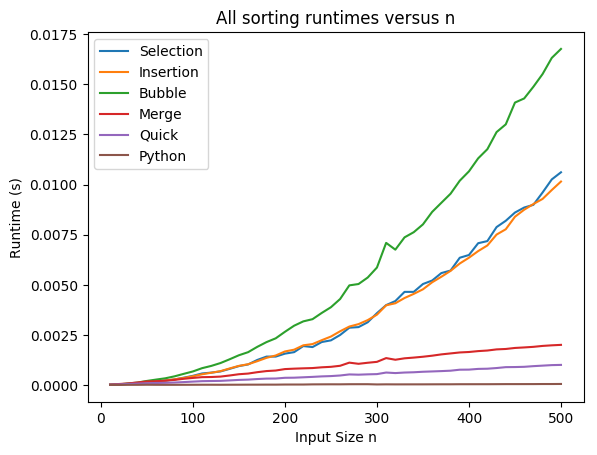 All sorting runtimes versus n
0.0175
0.0150
0.0125
0.0100
0.0075
0.0050
0.0025
0.0000
Runtime (s)
Selection
Insertion
Bubble
Merge
Quick
Python
0 100 200 300 400 500
Input Size n